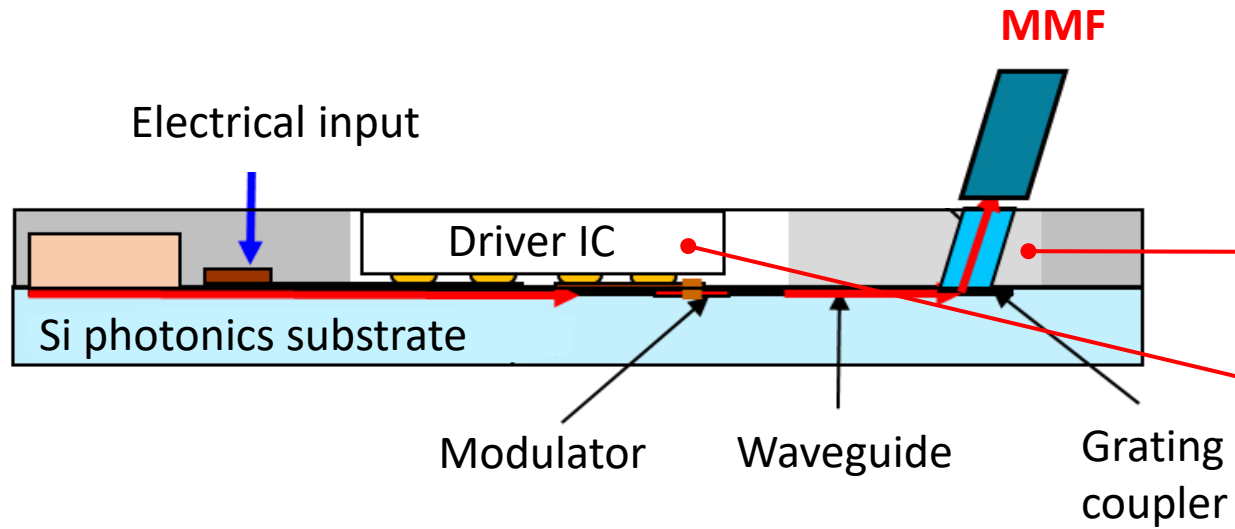 MMF
Electrical input
Driver IC
Si photonics substrate
Modulator
Waveguide
Grating
coupler